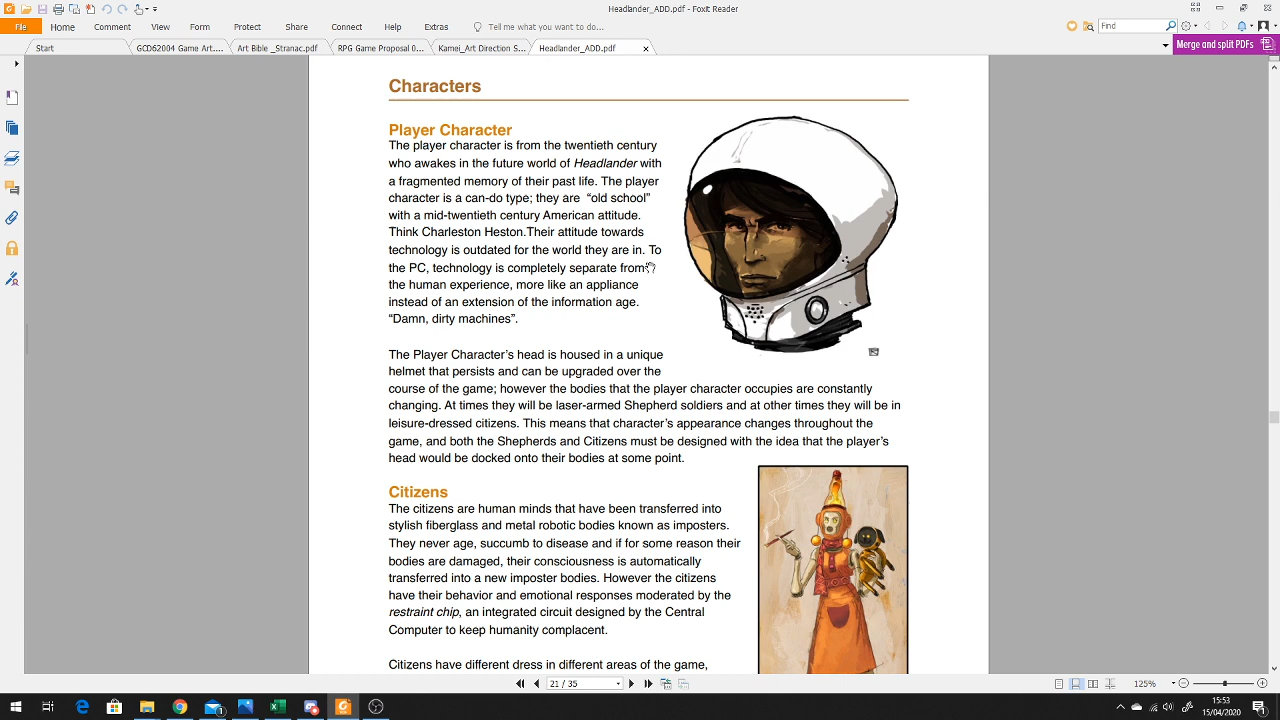 Headlander_ADD.pdf - Foxit Reader
File Home Comment View Form Protect Share Connect Help Extras Tell me what you want to do... Find
Start GCD62004 Game Art.... Art Bible _Stranac.pdf RPG Game Proposal 0... Kamei_Art Direction S... Headlander_ADD.pdf Merge and split PDFs
Characters
Player Character
The player character is from the twentieth century
who awakes in the future world of Headlander with
a fragmented memory of their past life. The player
character is a can-do type; they are “old school”
with a mid-twentieth century American attitude.
Think Charleston Heston.Their attitude towards
technology is outdated for the world they are in. To
the PC, technology is completely separate from
the human experience, more like an appliance
instead of an extension of the information age.
“Damn, dirty machines”.
The Player Character’s head is housed in a unique
helmet that persists and can be upgraded over the
course of the game; however the bodies that the player character occupies are constantly
changing. At times they will be laser-armed Shepherd soldiers and at other times they will be in
leisure-dressed citizens. This means that character’s appearance changes throughout the
game, and both the Shepherds and Citizens must be designed with the idea that the player’s
head would be docked onto their bodies at some point.
Citizens
The citizens are human minds that have been transferred into
stylish fiberglass and metal robotic bodies known as imposters.
They never age, succumb to disease and if for some reason their
bodies are damaged, their consciousness is automatically
transferred into a new imposter bodies. However the citizens
have their behavior and emotional responses moderated by the
restraint chip, an integrated circuit designed by the Central
Computer to keep humanity complacent.
Citizens have different dress in different areas of the game,
21 / 35 125%
15:53
15/04/2020